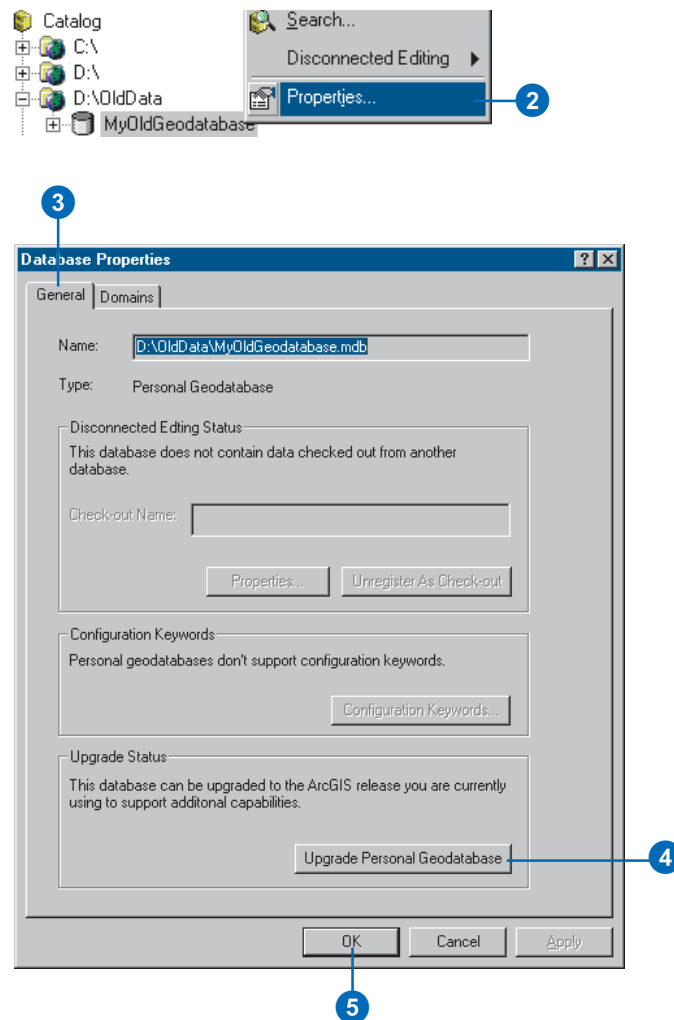 Catalog
C:\
D:\
D:\OldData
MyOldGeodatabase
Search...
Disconnected Editing
Properties...
2
3
Database Properties
General
Domains
Name: D:\OldData\MyOldGeodatabase.mdb
Type: Personal Geodatabase
Disconnected Edting Status
This database does not contain data checked out from another
database.
Check-out Name:
Properties...
Unregister As Check-out
Configuration Keywords
Personal geodatabases don't support configuration keywords.
Configuration Keywords...
Upgrade Status
This database can be upgraded to the ArcGIS release you are currently
using to support additonal capabilities.
Upgrade Personal Geodatabase
4
OK
Cancel
Apply
5